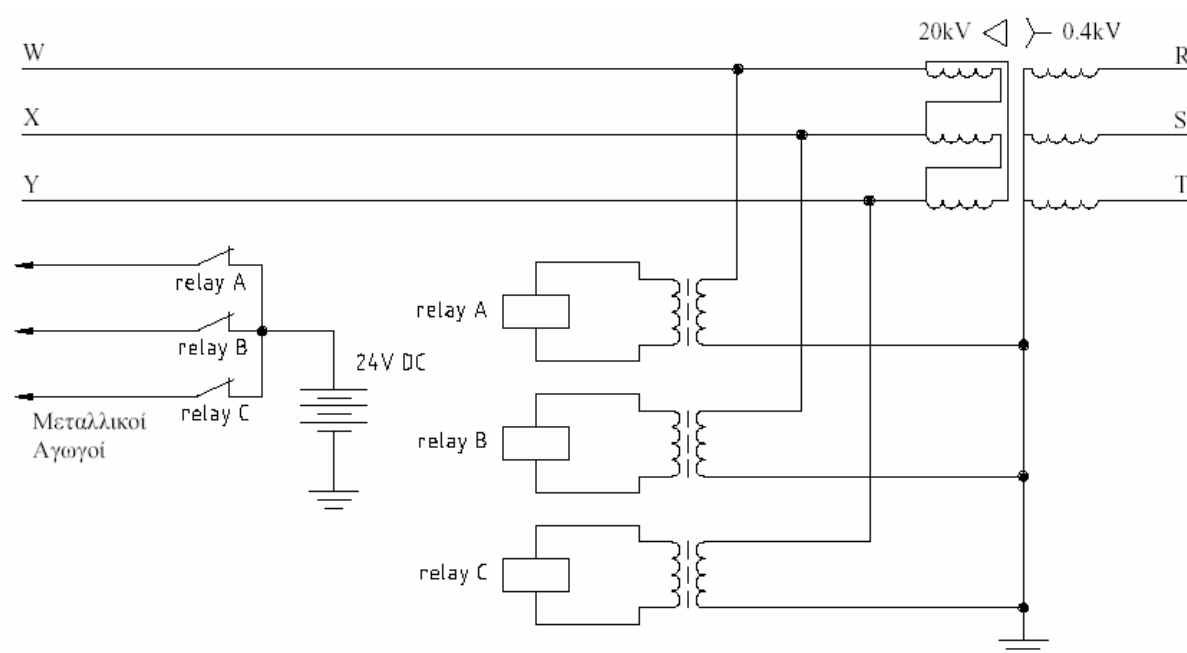 20kV 0.4kV
W
R
X
S
Y
T
relay A
relay A
relay B
24V DC
relay C
Μεταλλικοί
Αγωγοί
relay B
relay C